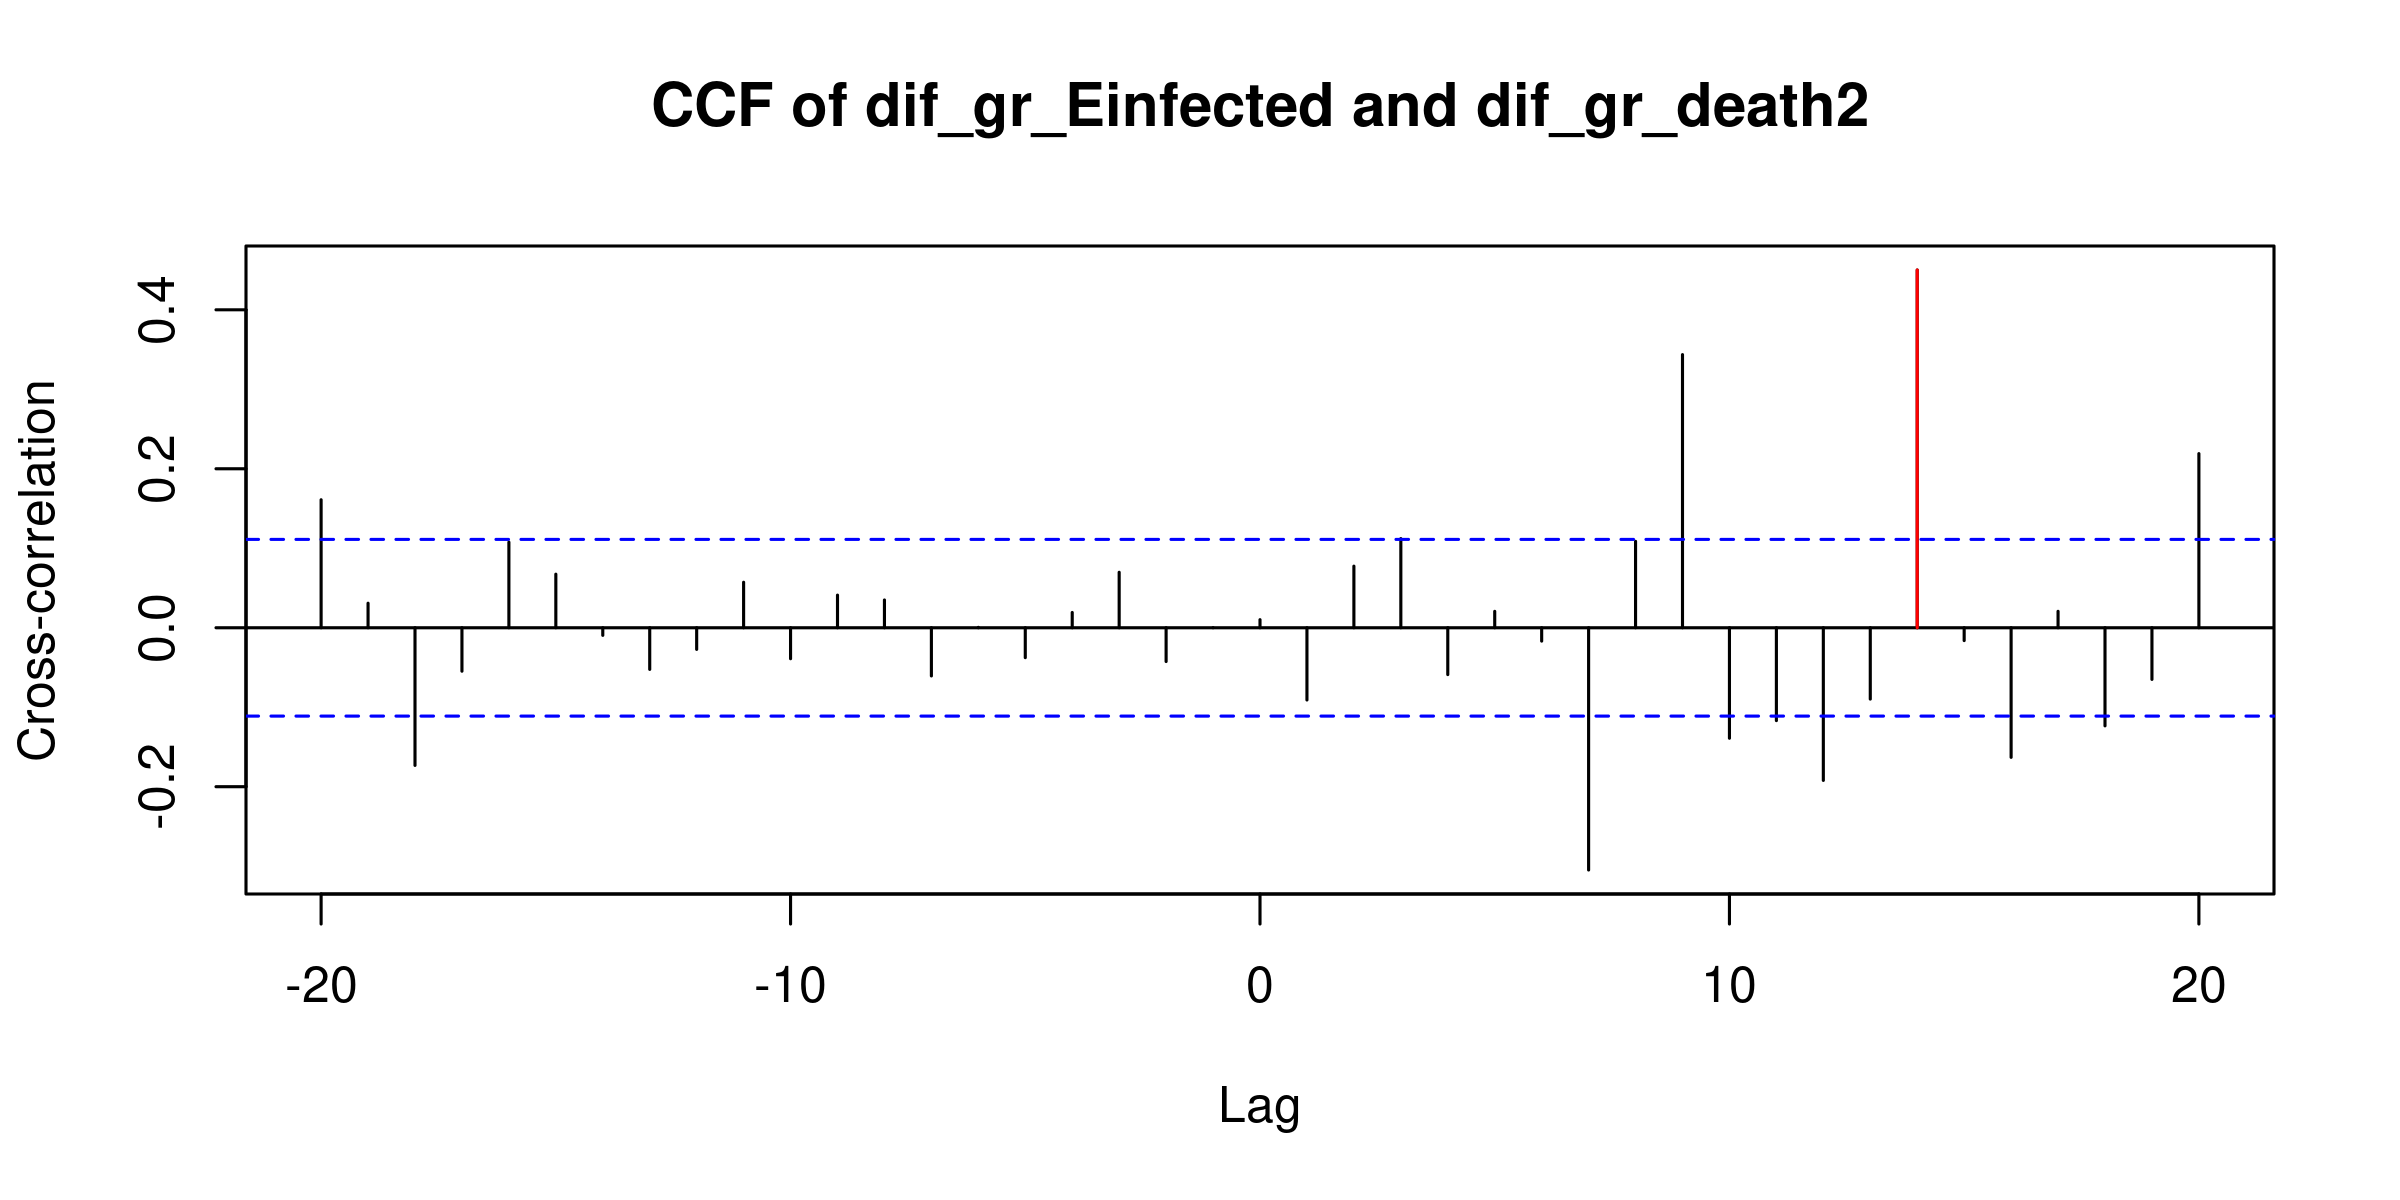 CCF of dif_gr_Einfected and dif_gr_death2
Cross-correlation
0.4
0.2
0.0
-0.2
-20 -10 0 10 20
Lag